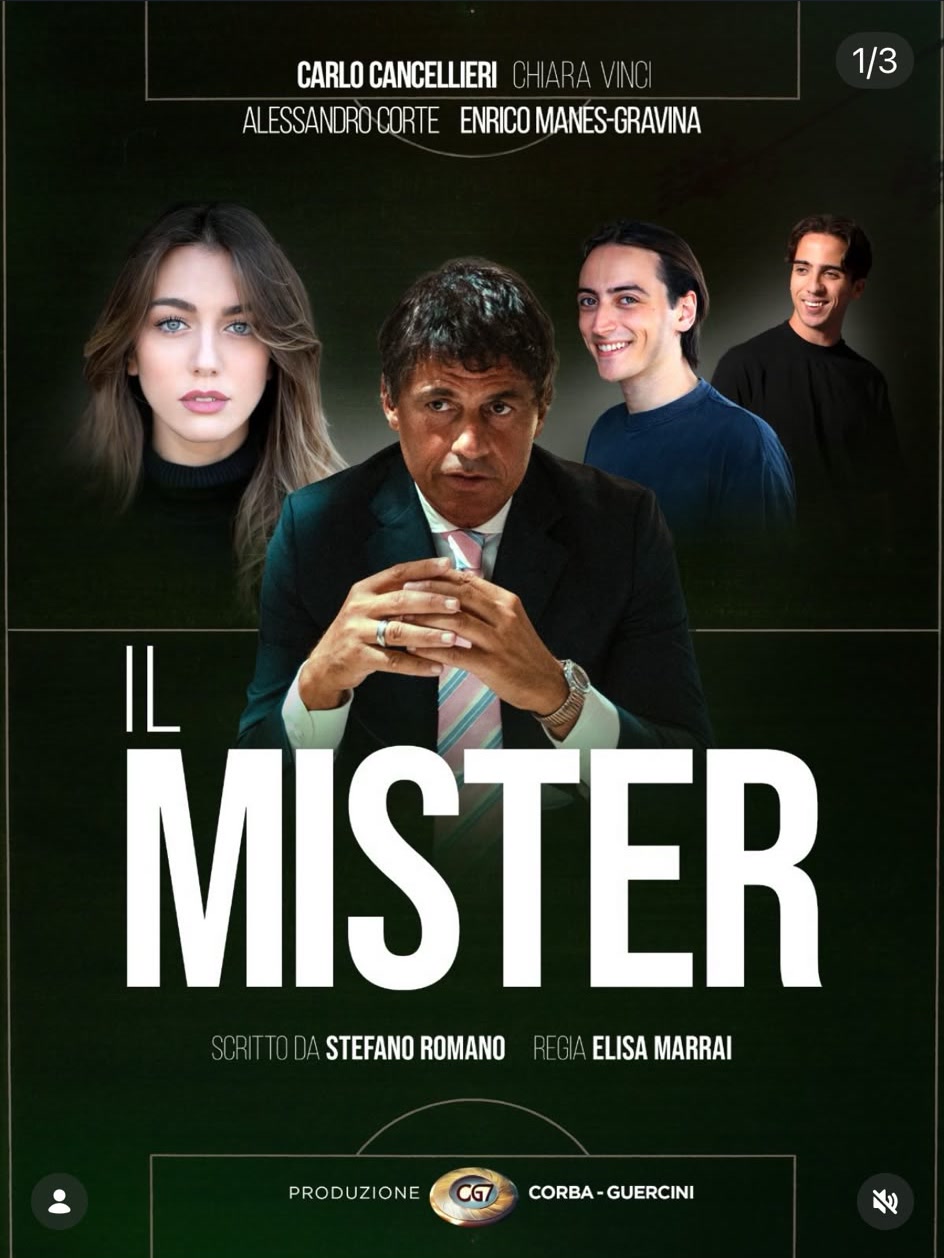 1/3
CARLO CANCELLIERI CHIARA VINCI
ALESSANDRO CORTE ENRICO MANES-GRAVINA
IL
MISTER
SCRITTO DA STEFANO ROMANO REGIA ELISA MARRAI
PRODUZIONE CG7 CORBA - GUERCINI